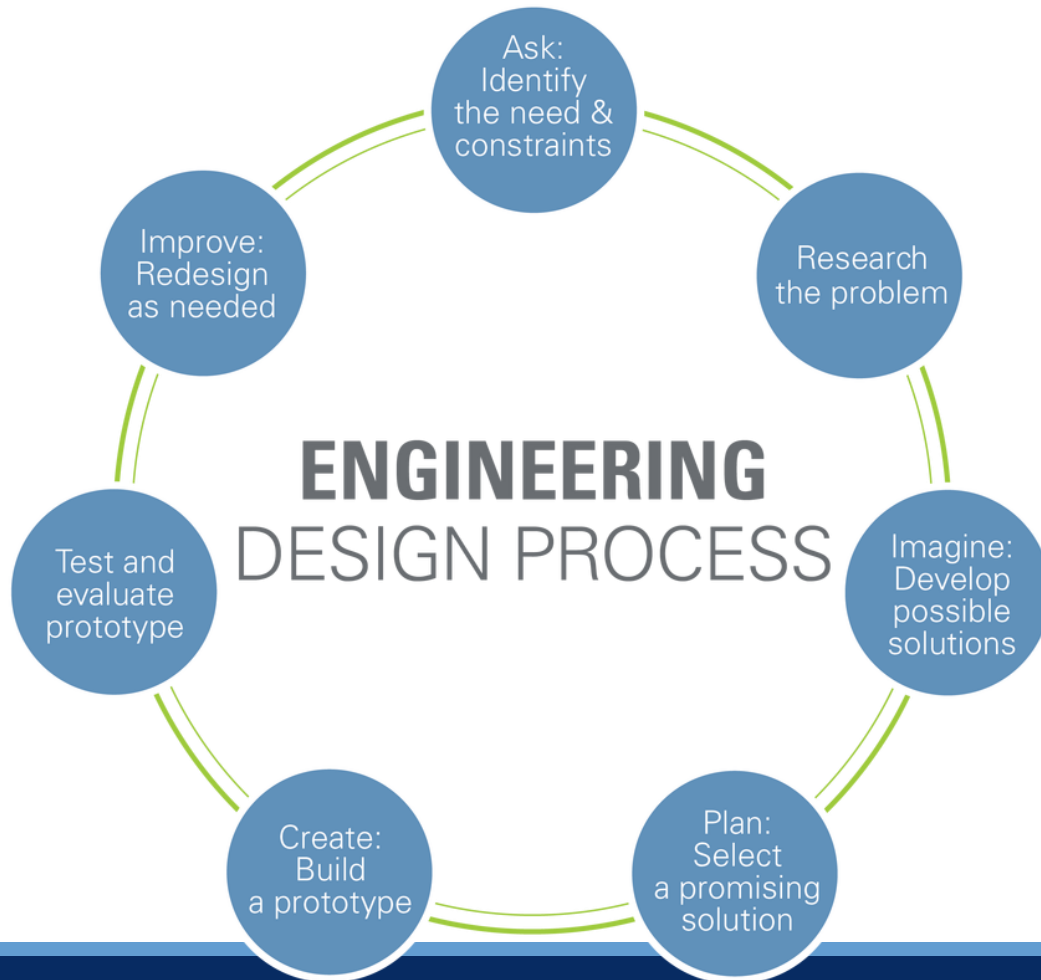 Ask:
Identify
the need &
constraints
Research
the problem
Imagine:
Develop
possible
solutions
Plan:
Select
a promising
solution
Create:
Build
a prototype
Test and
evaluate
prototype
Improve:
Redesign
as needed
ENGINEERING
DESIGN PROCESS